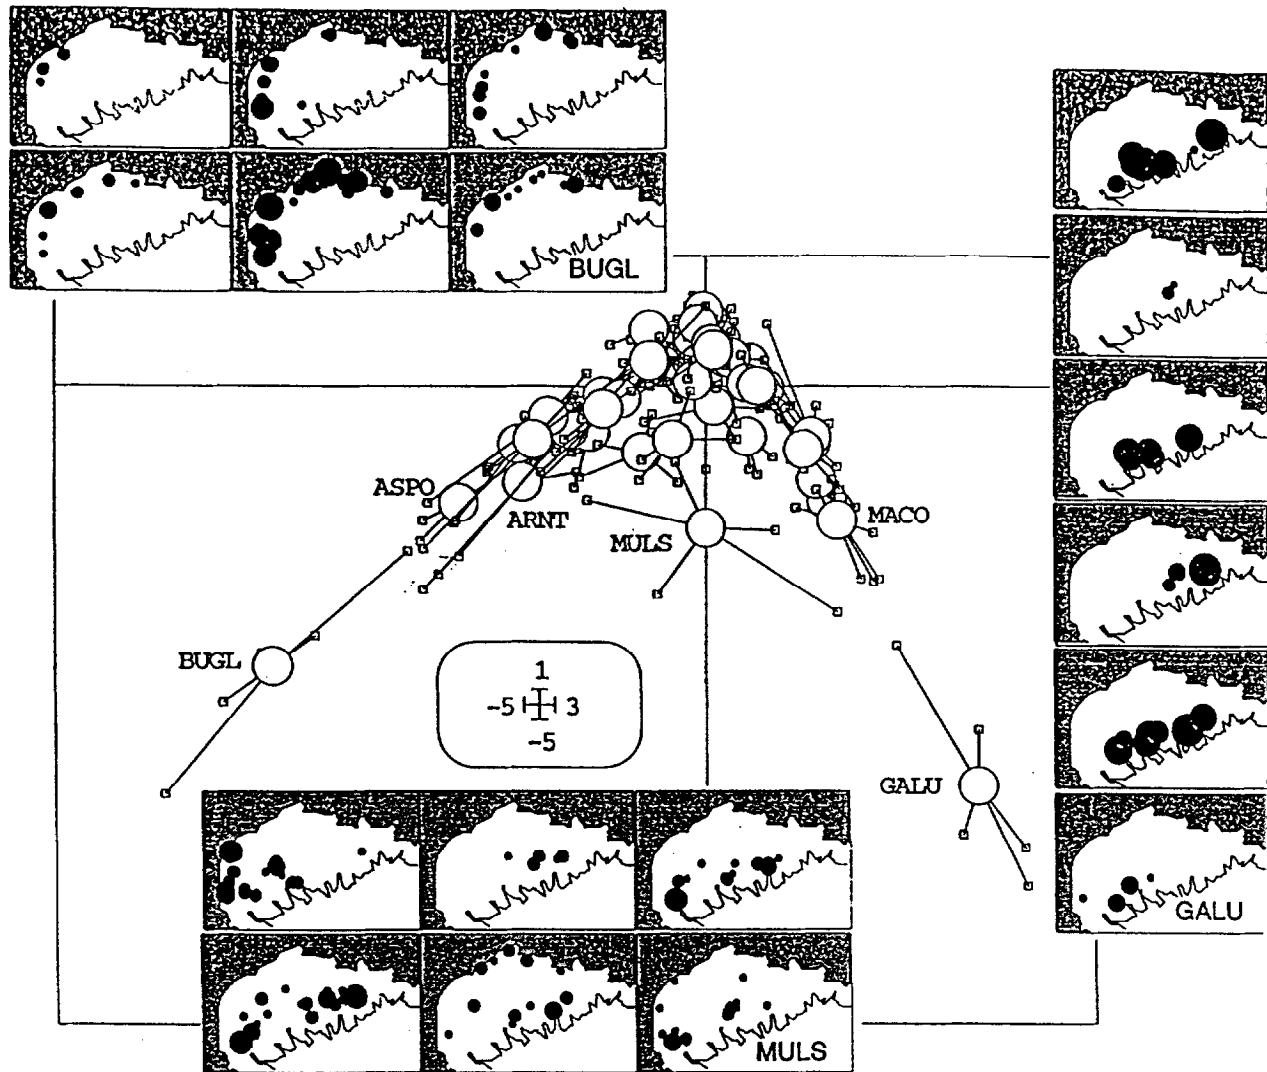 BUGL
ASPO
ARNT
MULS
MACO
BUGL
1
-5 3
-5
GALU
GALU
MULS